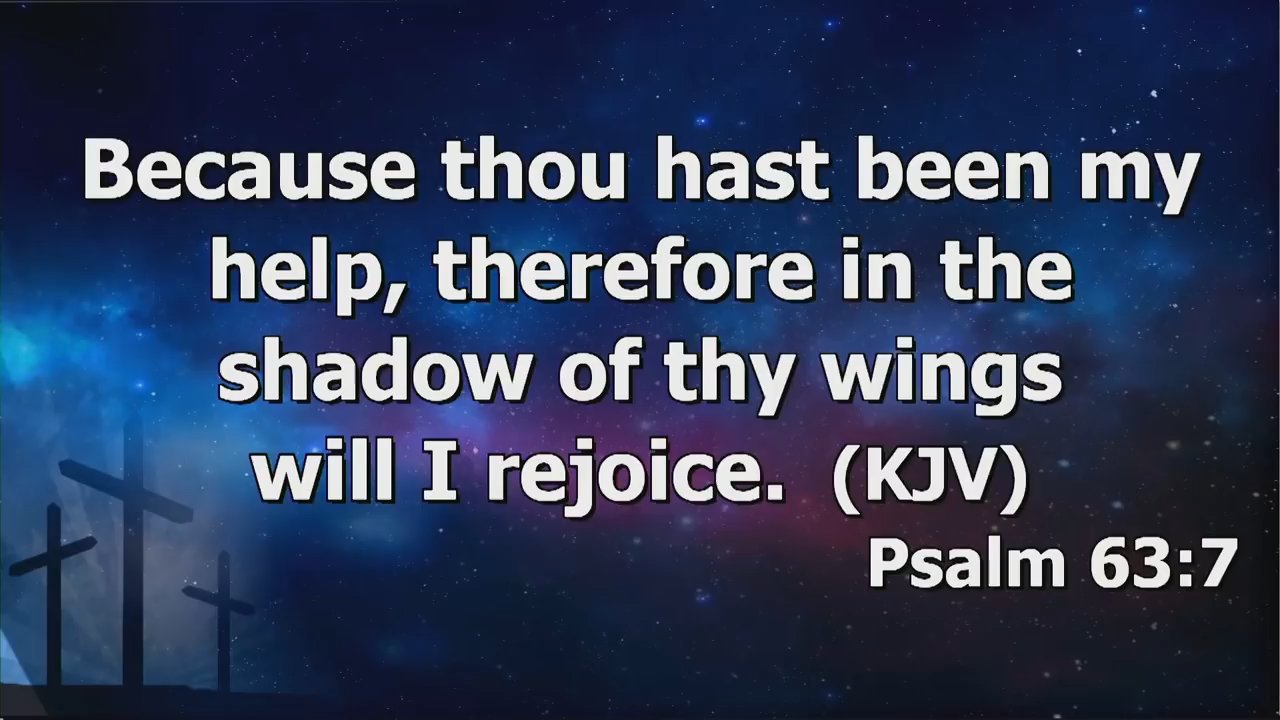 Because thou hast been my
help, therefore in the
shadow of thy wings
will I rejoice.  (KJV)
Psalm 63:7